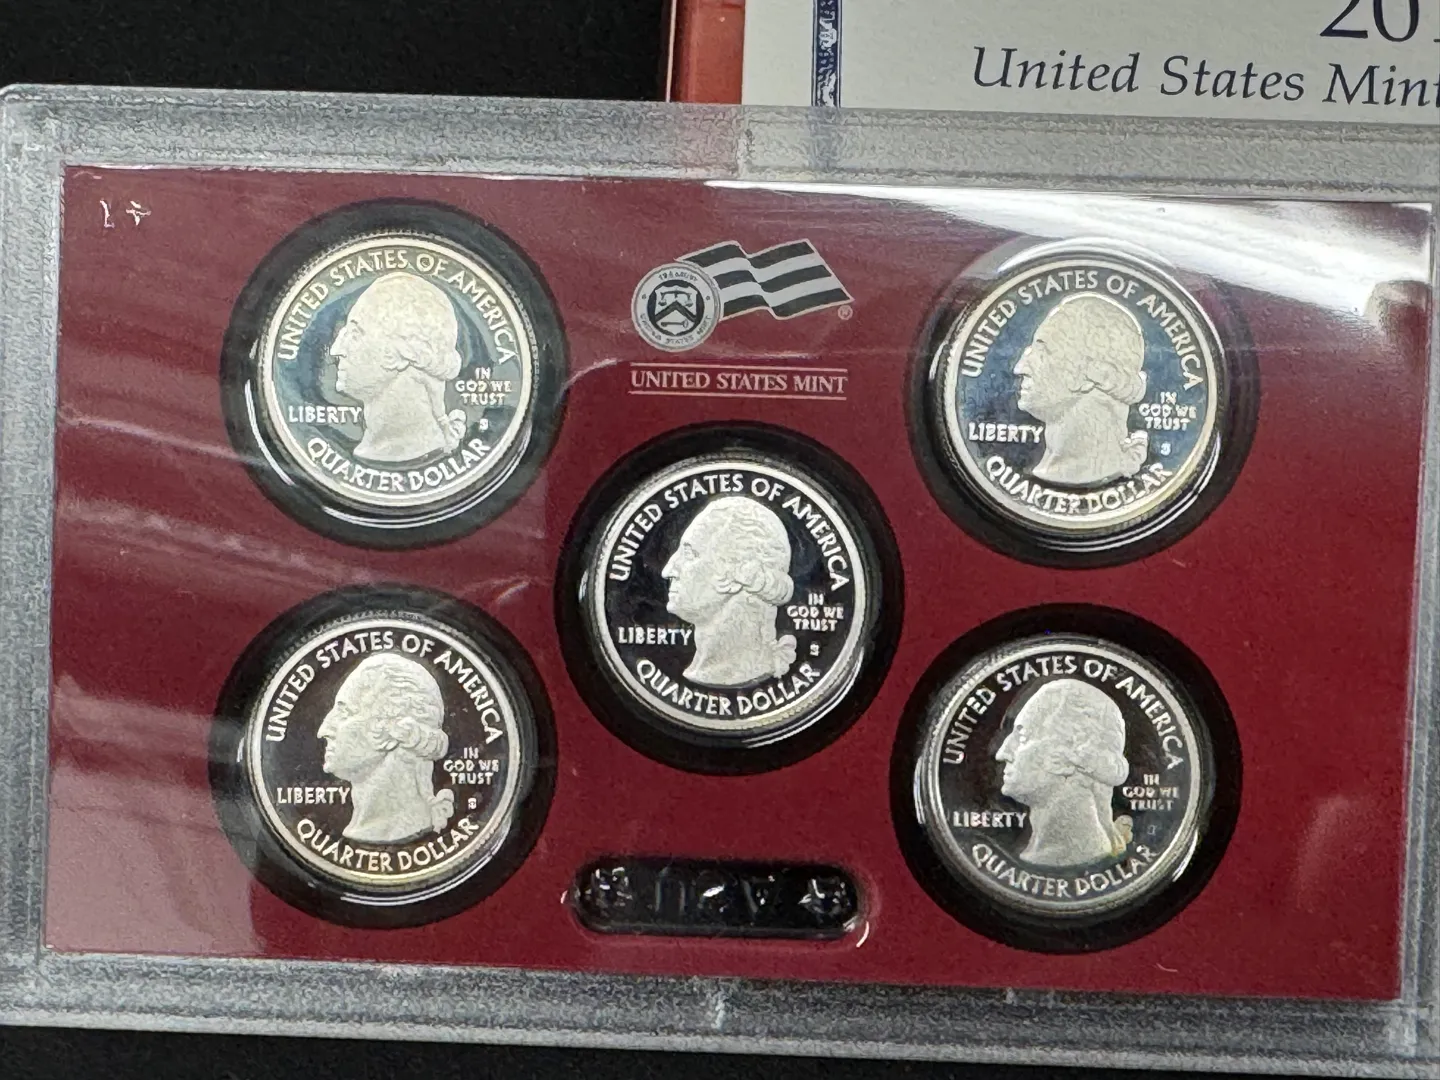 201
United States Mint
UNITED STATES MINT
UNITED STATES OF AMERICA
LIBERTY
IN
GOD WE
TRUST
S
QUARTER DOLLAR
UNITED STATES OF AMERICA
LIBERTY
IN
GOD WE
TRUST
S
QUARTER DOLLAR
UNITED STATES OF AMERICA
LIBERTY
IN
GOD WE
TRUST
S
QUARTER DOLLAR
UNITED STATES OF AMERICA
LIBERTY
IN
GOD WE
TRUST
S
QUARTER DOLLAR
UNITED STATES OF AMERICA
LIBERTY
IN
GOD WE
TRUST
QUARTER DOLLAR